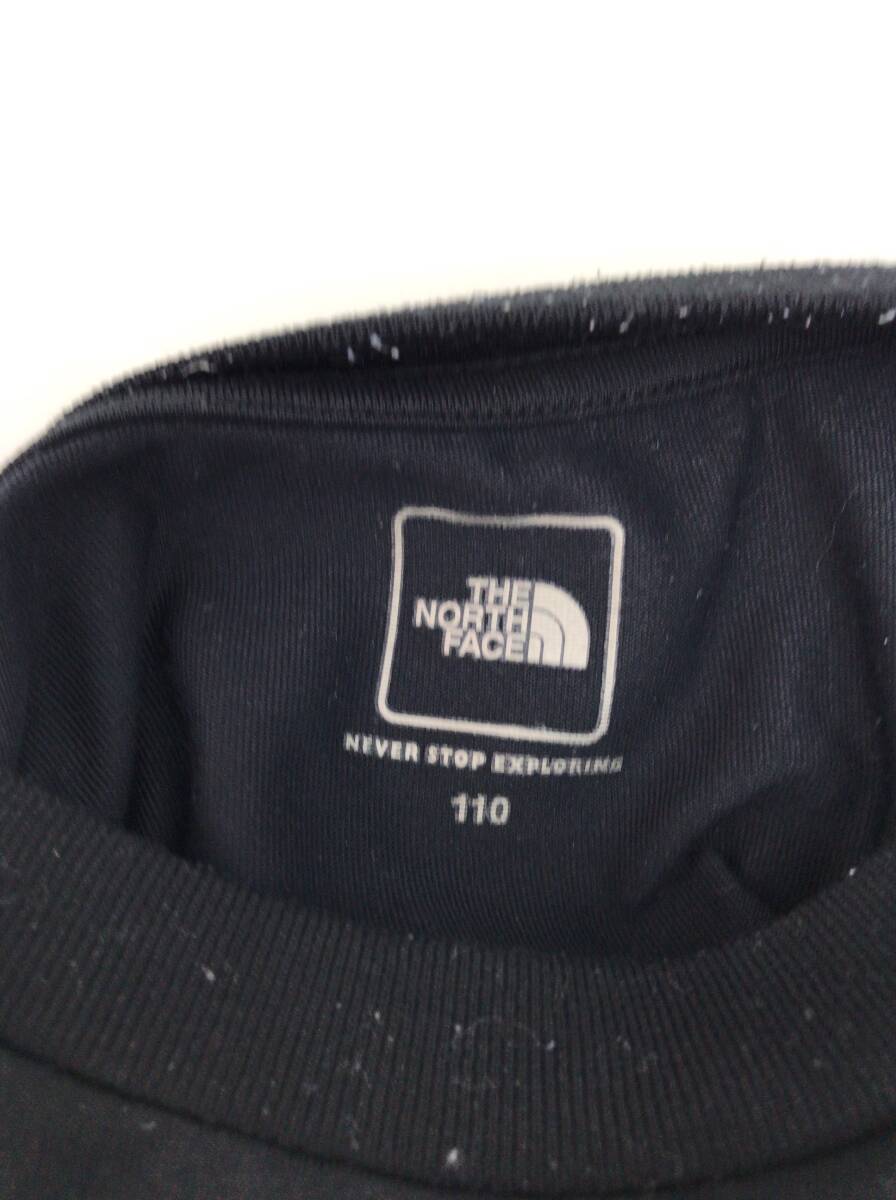 THE
NORTH
FACE
NEVER STOP EXPLORING
110